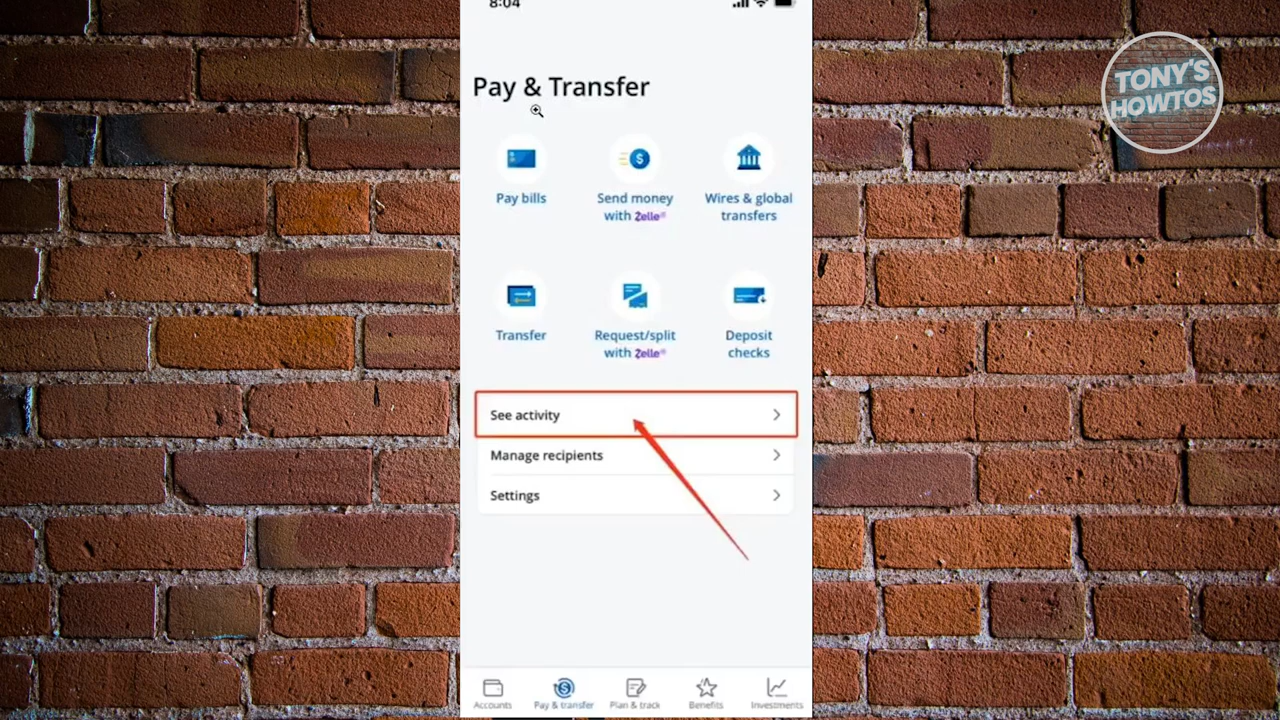 8:04
TONY'S
HOWTOS
Pay & Transfer
Pay bills
Send money
with Zelle®
Wires & global
transfers
Transfer
Request/split
with Zelle®
Deposit
checks
See activity
Manage recipients
Settings
Accounts
Pay & transfer
Plan & track
Benefits
Investments